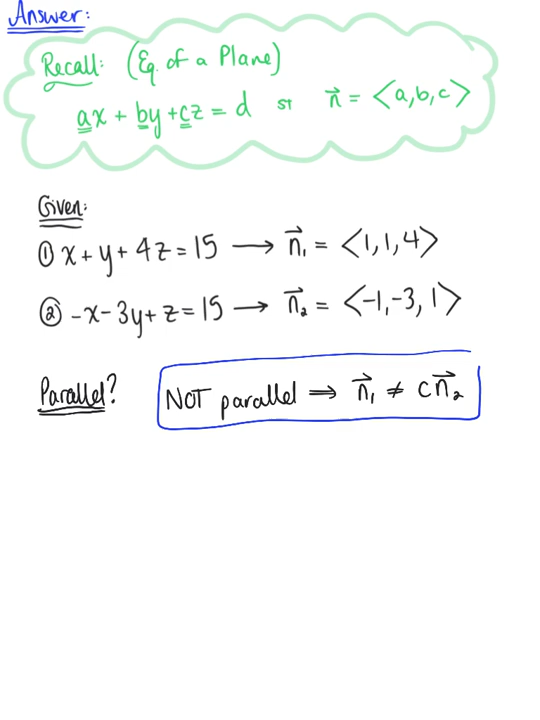 Answer:
Recall: (Eq. of a Plane)
ax + by + cz = d st n⃗ = <a,b,c>
Given:
① x + y + 4z = 15 → n⃗₁ = <1,1,4>
② -x - 3y + z = 15 → n⃗₂ = <-1,-3,1>
Parallel? NOT parallel ⇒ n⃗₁ ≠ cn⃗₂